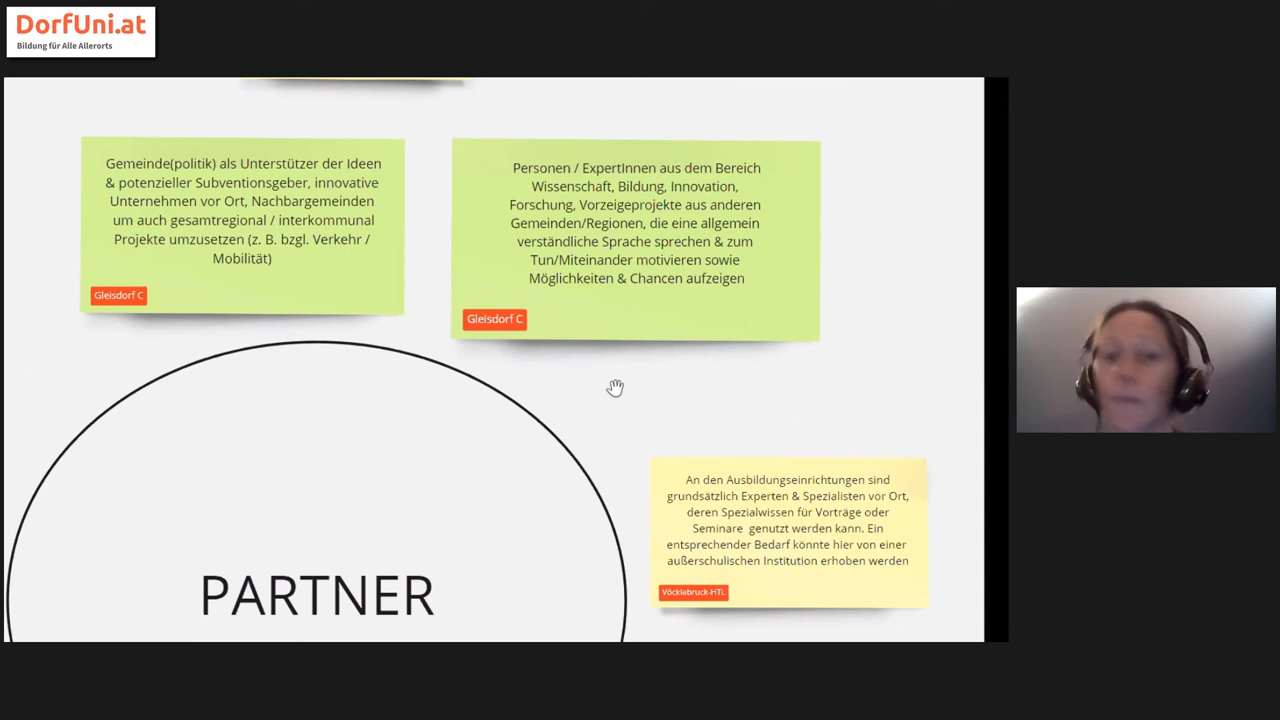 DorfUni.at
Bildung für Alle Allerorts
Gemeinde(politik) als Unterstützer der Ideen
& potenzieller Subventionsgeber, innovative
Unternehmen vor Ort, Nachbargemeinden
um auch gesamtregional / interkommunal
Projekte umzusetzen (z. B. bzgl. Verkehr /
Mobilität)
Gleisdorf C
Personen / ExpertInnen aus dem Bereich
Wissenschaft, Bildung, Innovation,
Forschung, Vorzeigeprojekte aus anderen
Gemeinden/Regionen, die eine allgemein
verständliche Sprache sprechen & zum
Tun/Miteinander motivieren sowie
Möglichkeiten & Chancen aufzeigen
Gleisdorf C
An den Ausbildungseinrichtungen sind
grundsätzlich Experten & Spezialisten vor Ort,
deren Spezialwissen für Vorträge oder
Seminare genutzt werden kann. Ein
entsprechender Bedarf könnte hier von einer
außerschulischen Institution erhoben werden
Vöcklabruck-HTL
PARTNER